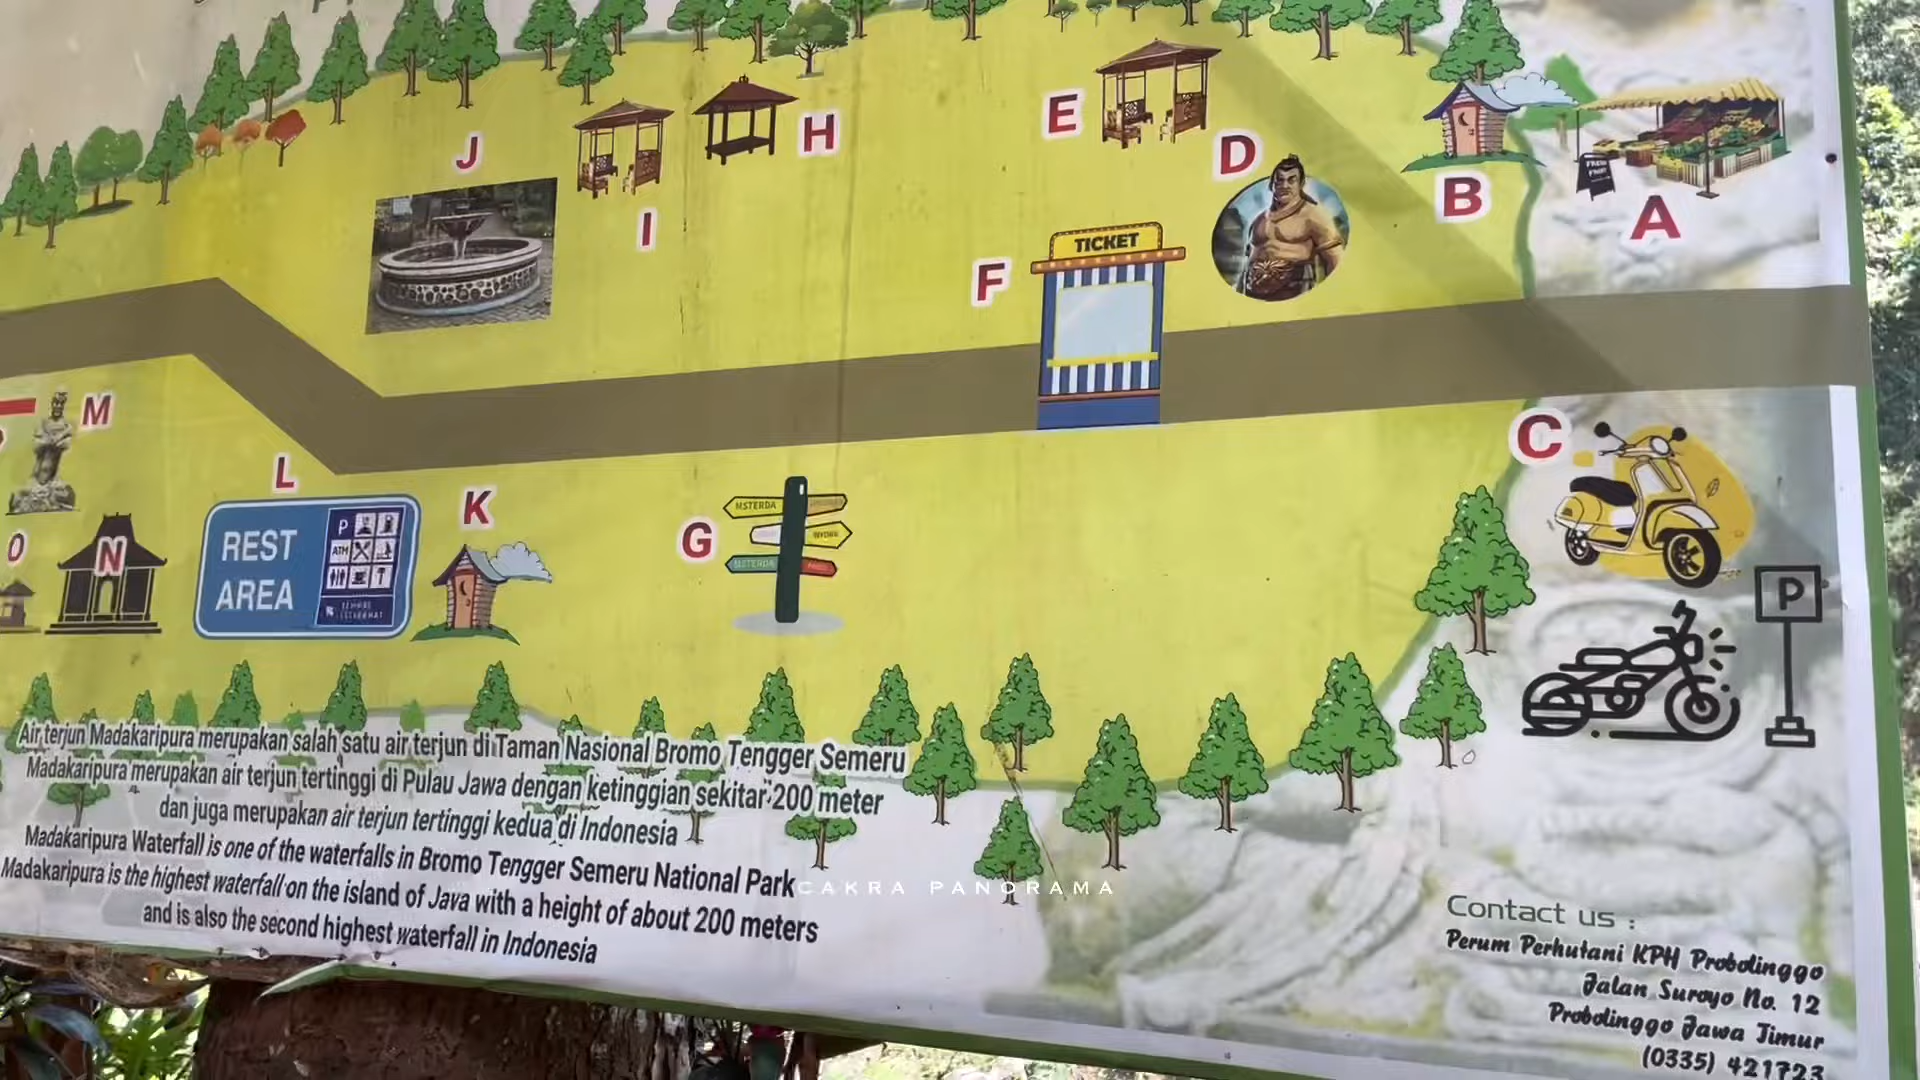 E
H
D
J
B
A
I
TICKET
F
FRESH
FRUIT
M
C
L
K
G
REST
AREA
P
ATM
N
O
P
Air terjun Madakaripura merupakan salah satu air terjun di Taman Nasional Bromo Tengger Semeru
Madakaripura merupakan air terjun tertinggi di Pulau Jawa dengan ketinggian sekitar 200 meter
dan juga merupakan air terjun tertinggi kedua di Indonesia
Madakaripura Waterfall is one of the waterfalls in Bromo Tengger Semeru National Park
Madakaripura is the highest waterfall on the island of Java with a height of about 200 meters
and is also the second highest waterfall in Indonesia
CAKRA PANORAMA
Contact us :
Perum Perhutani KPH Probolinggo
Jalan Suroyo No. 12
Probolinggo Jawa Timur
(0335) 421723